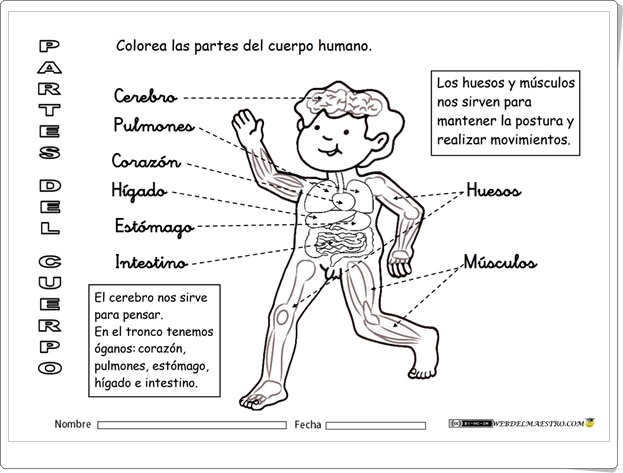 PARTES DEL CUERPO
Colorea las partes del cuerpo humano.
Cerebro
Pulmones
Corazón
Hígado
Estómago
Intestino
Los huesos y músculos
nos sirven para
mantener la postura y
realizar movimientos.
Huesos
Músculos
El cerebro nos sirve
para pensar.
En el tronco tenemos
óganos: corazón,
pulmones, estómago,
hígado e intestino.
Nombre
Fecha
WEBDELMAESTRO.COM